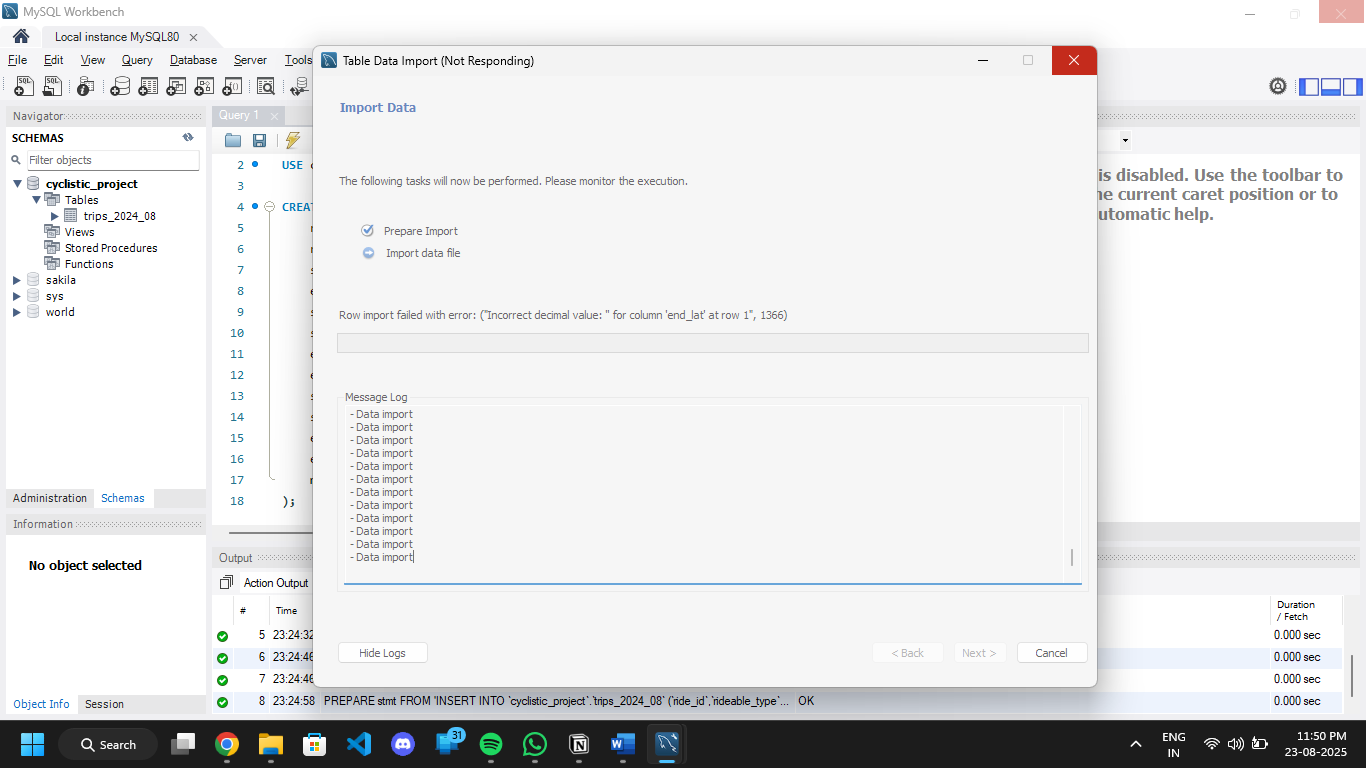 MySQL Workbench
Local instance MySQL80
File Edit View Query Database Server Tools
Navigator
SCHEMAS
Filter objects
cyclistic_project
Tables
trips_2024_08
Views
Stored Procedures
Functions
sakila
sys
world
Administration Schemas
Information
No object selected
Object Info Session
Query 1
2 USE
3
4 CREAT
5
6
7
8
9
10
11
12
13
14
15
16
17
18 );
is disabled. Use the toolbar to
the current caret position or to
automatic help.
Table Data Import (Not Responding)
Import Data
The following tasks will now be performed. Please monitor the execution.
Prepare Import
Import data file
Row import failed with error: ("Incorrect decimal value: '' for column 'end_lat' at row 1", 1366)
Message Log
- Data import
- Data import
- Data import
- Data import
- Data import
- Data import
- Data import
- Data import
- Data import
- Data import
- Data import
- Data import
Hide Logs < Back Next > Cancel
Output
Action Output
# Time Duration / Fetch
5 23:24:32 0.000 sec
6 23:24:46 0.000 sec
7 23:24:46 0.000 sec
8 23:24:58 PREPARE stmt FROM 'INSERT INTO `cyclistic_project`.`trips_2024_08` (`ride_id`,`rideable_type`... OK 0.000 sec
Search
31
ENG
IN
11:50 PM
23-08-2025